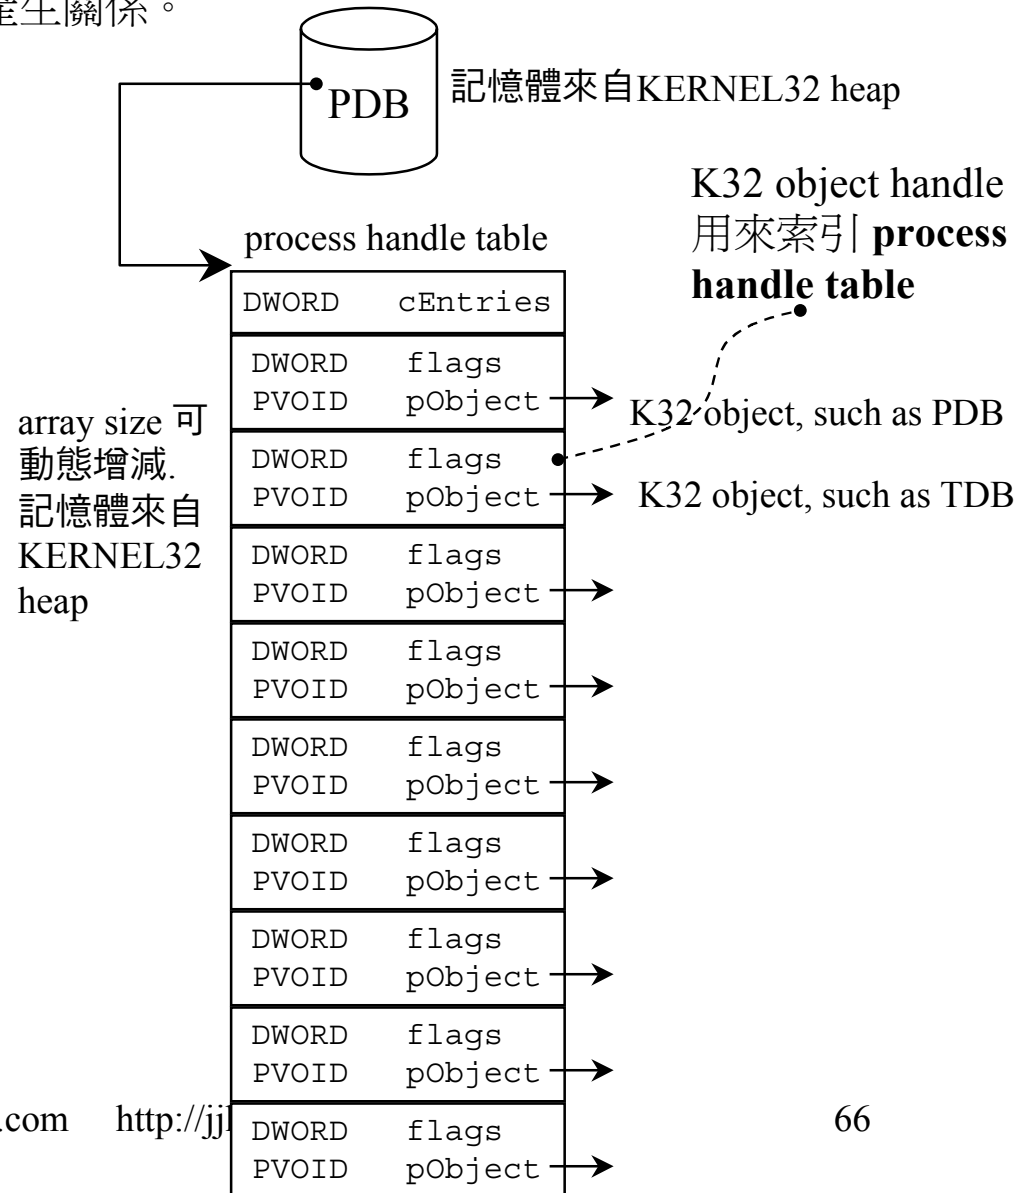 產生關係。
PDB
記憶體來自KERNEL32 heap
K32 object handle
用來索引 process
handle table
process handle table
DWORD cEntries
DWORD flags
PVOID pObject
K32 object, such as PDB
array size 可
動態增減.
記憶體來自
KERNEL32
heap
DWORD flags
PVOID pObject
K32 object, such as TDB
DWORD flags
PVOID pObject
DWORD flags
PVOID pObject
DWORD flags
PVOID pObject
DWORD flags
PVOID pObject
DWORD flags
PVOID pObject
DWORD flags
PVOID pObject
DWORD flags
PVOID pObject
.com http://jj
66